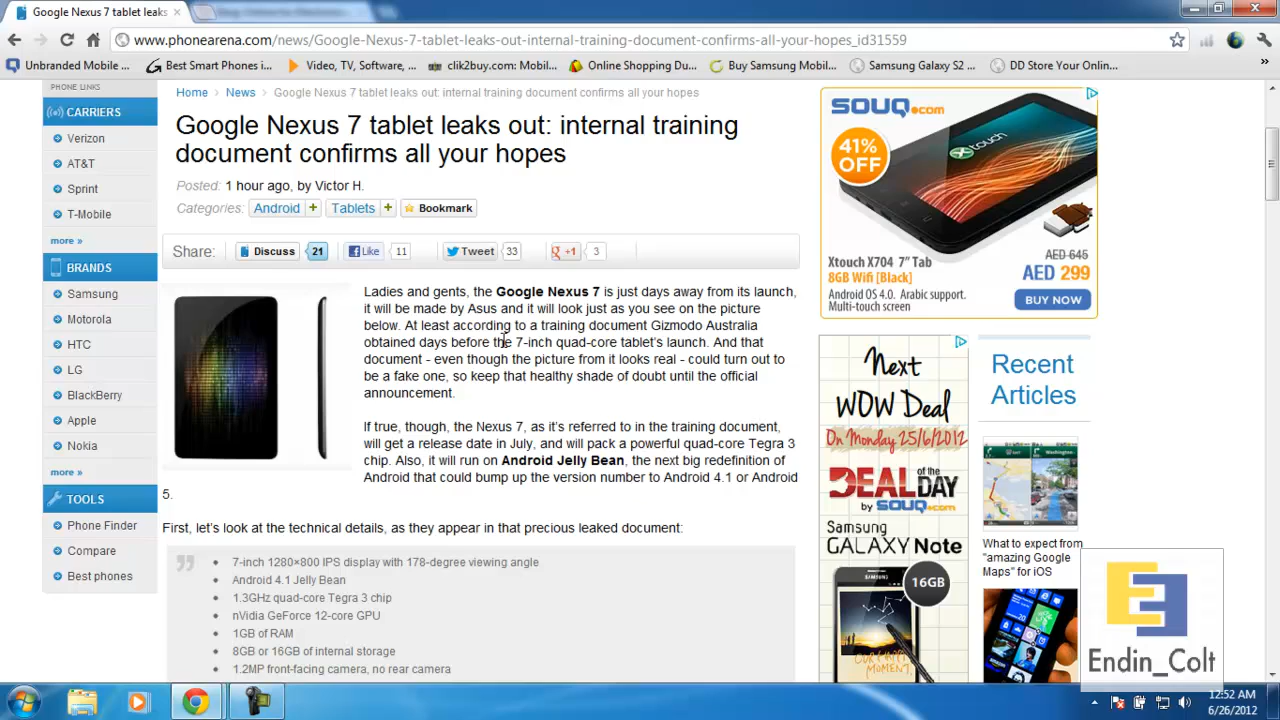 Google Nexus 7 tablet leaks
www.phonearena.com/news/Google-Nexus-7-tablet-leaks-out-internal-training-document-confirms-all-your-hopes_id31559
Unbranded Mobile ...
Best Smart Phones i...
Video, TV, Software, ...
clik2buy.com: Mobil...
Online Shopping Du...
Buy Samsung Mobil...
Samsung Galaxy S2 ...
DD Store Your Onlin...
»
PHONE LINKS
CARRIERS
Verizon
AT&T
Sprint
T-Mobile
more »
BRANDS
Samsung
Motorola
HTC
LG
BlackBerry
Apple
Nokia
more »
TOOLS
Phone Finder
Compare
Best phones
Home › News › Google Nexus 7 tablet leaks out: internal training document confirms all your hopes
Google Nexus 7 tablet leaks out: internal training
document confirms all your hopes
Posted: 1 hour ago, by Victor H.
Categories: Android + Tablets + Bookmark
Share: Discuss 21 Like 11 Tweet 33 +1 3
Ladies and gents, the Google Nexus 7 is just days away from its launch,
it will be made by Asus and it will look just as you see on the picture
below. At least according to a training document Gizmodo Australia
obtained days before the 7-inch quad-core tablet's launch. And that
document - even though the picture from it looks real - could turn out to
be a fake one, so keep that healthy shade of doubt until the official
announcement.
If true, though, the Nexus 7, as it's referred to in the training document,
will get a release date in July, and will pack a powerful quad-core Tegra 3
chip. Also, it will run on Android Jelly Bean, the next big redefinition of
Android that could bump up the version number to Android 4.1 or Android
5.
First, let's look at the technical details, as they appear in that precious leaked document:
7-inch 1280×800 IPS display with 178-degree viewing angle
Android 4.1 Jelly Bean
1.3GHz quad-core Tegra 3 chip
nVidia GeForce 12-core GPU
1GB of RAM
8GB or 16GB of internal storage
1.2MP front-facing camera, no rear camera
SOUQ.com
41%
OFF
xtouch
Xtouch X704 7" Tab
8GB Wifi [Black]
Android OS 4.0. Arabic support.
Multi-touch screen
AED 645
AED 299
BUY NOW
Next
WOW Deal
On Monday 25/6/2012
DEAL OF the
DAY
by SOUQ.com
Samsung
GALAXY Note
16GB
SAMSUNG
Recent
Articles
What to expect from
"amazing Google
Maps" for iOS
Endin_Colt
12:52 AM
6/26/2012